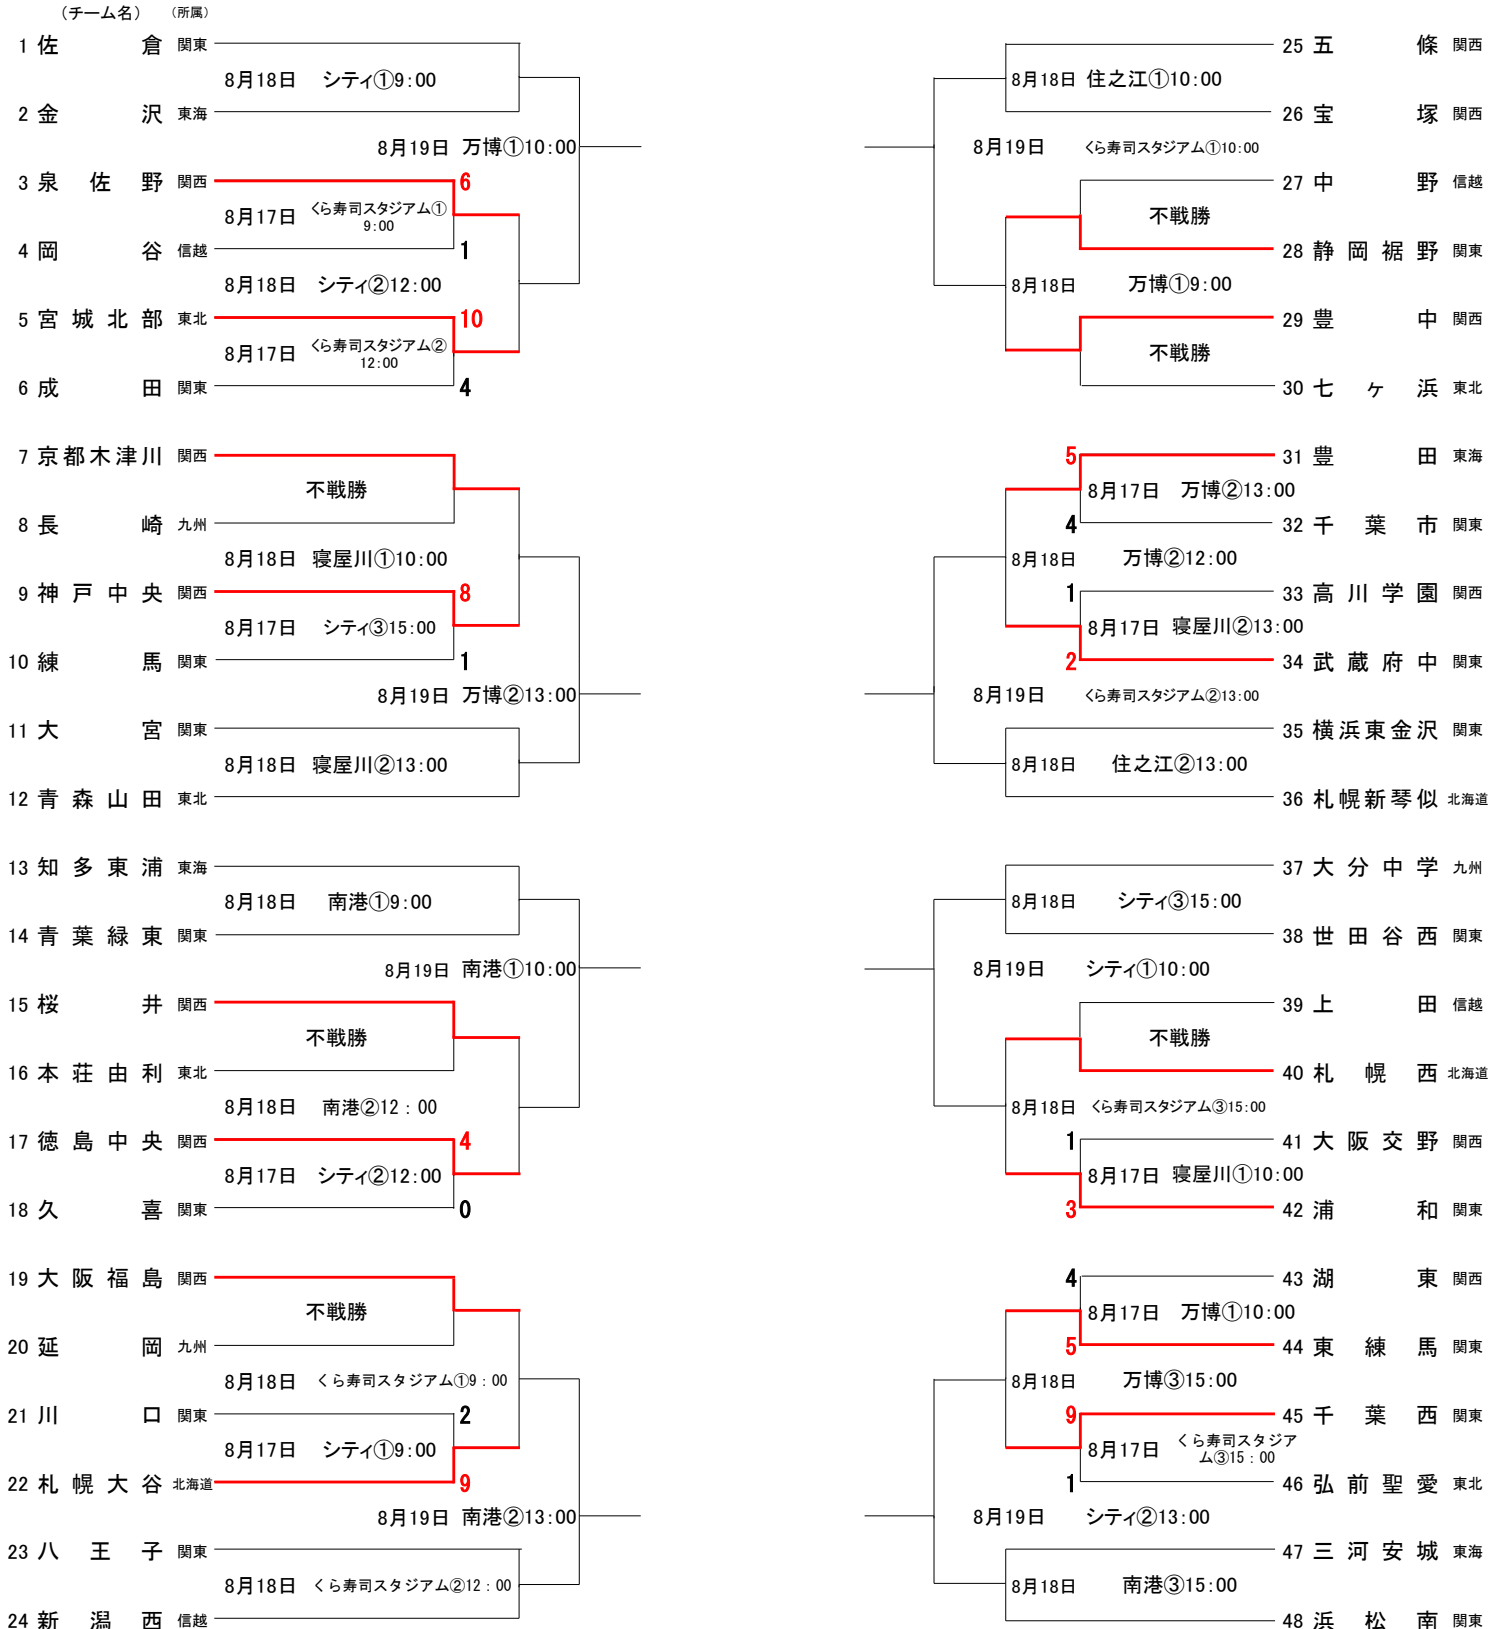 （チーム名） （所属）
1 佐倉 関東
8月18日 シティ①9:00
2 金沢 東海
8月19日 万博①10:00
3 泉佐野 関西 6
8月17日 くら寿司スタジアム①
9:00
4 岡谷 信越 1
8月18日 シティ②12:00
5 宮城北部 東北 10
8月17日 くら寿司スタジアム②
12:00
6 成田 関東 4
7 京都木津川 関西
不戦勝
8 長崎 九州
8月18日 寝屋川①10:00
9 神戸中央 関西 8
8月17日 シティ③15:00
10 練馬 関東 1
8月19日 万博②13:00
11 大宮 関東
8月18日 寝屋川②13:00
12 青森山田 東北
13 知多東浦 東海
8月18日 南港①9:00
14 青葉緑東 関東
8月19日 南港①10:00
15 桜井 関西
不戦勝
16 本荘由利 東北
8月18日 南港②12：00
17 徳島中央 関西 4
8月17日 シティ②12:00
18 久喜 関東 0
19 大阪福島 関西
不戦勝
20 延岡 九州
8月18日 くら寿司スタジアム①9：00
21 川口 関東 2
8月17日 シティ①9:00
22 札幌大谷 北海道 9
8月19日 南港②13:00
23 八王子 関東
8月18日 くら寿司スタジアム②12：00
24 新潟西 信越
25 五條 関西
8月18日 住之江①10:00
26 宝塚 関西
8月19日 くら寿司スタジアム①10:00
27 中野 信越
不戦勝
28 静岡裾野 関東
8月18日 万博①9:00
29 豊中 関西
不戦勝
30 七ヶ浜 東北
5 31 豊田 東海
8月17日 万博②13:00
4 32 千葉市 関東
8月18日 万博②12:00
1 33 高川学園 関西
8月17日 寝屋川②13:00
2 34 武蔵府中 関東
8月19日 くら寿司スタジアム②13:00
35 横浜東金沢 関東
8月18日 住之江②13:00
36 札幌新琴似 北海道
37 大分中学 九州
8月18日 シティ③15:00
38 世田谷西 関東
8月19日 シティ①10:00
39 上田 信越
不戦勝
40 札幌西 北海道
8月18日 くら寿司スタジアム③15:00
1 41 大阪交野 関西
8月17日 寝屋川①10:00
3 42 浦和 関東
4 43 湖東 関西
8月17日 万博①10:00
5 44 東練馬 関東
8月18日 万博③15:00
9 45 千葉西 関東
8月17日 くら寿司スタジア
ム③15：00
1 46 弘前聖愛 東北
8月19日 シティ②13:00
47 三河安城 東海
8月18日 南港③15:00
48 浜松南 関東